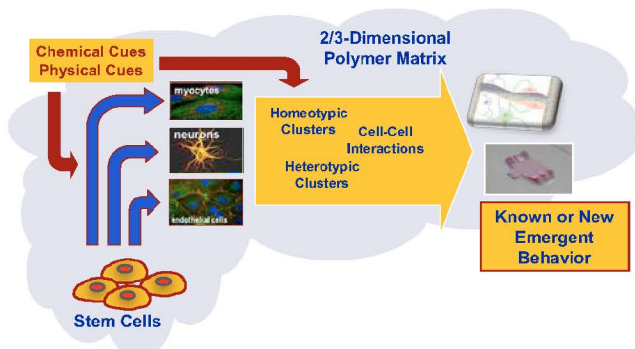 Chemical Cues
Physical Cues
2/3-Dimensional
Polymer Matrix
myocytes
neurons
endothelial cells
Homeotypic
Clusters
Cell-Cell
Interactions
Heterotypic
Clusters
Known or New
Emergent
Behavior
Stem Cells